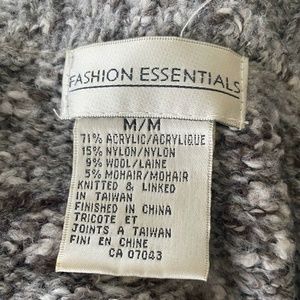 FASHION ESSENTIALS
M/M
71% ACRYLIC/ACRYLIQUE
15% NYLON/NYLON
9% WOOL/LAINE
5% MOHAIR/MOHAIR
KNITTED & LINKED
IN TAIWAN
FINISHED IN CHINA
TRICOTE ET
JOINTS A TAIWAN
FINI EN CHINE
CA 07043